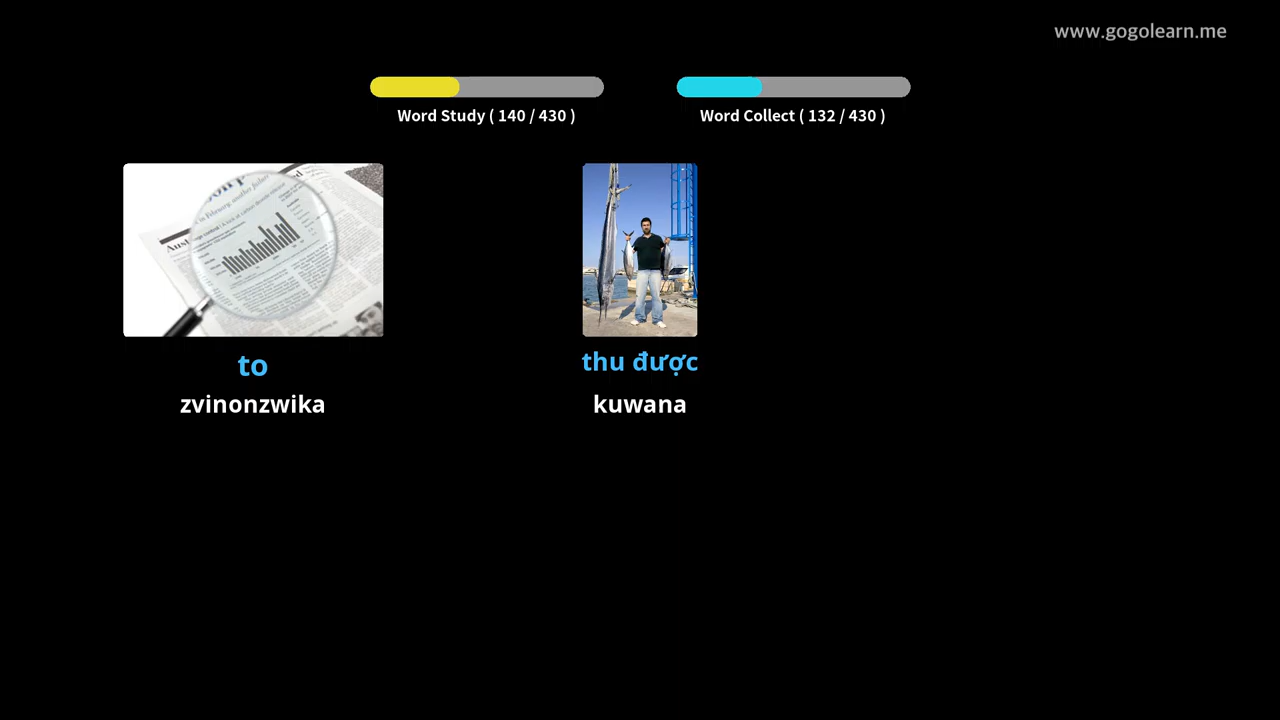 www.gogolearn.me
Word Study ( 140 / 430 )
Word Collect ( 132 / 430 )
to
zvinonzwika
thu được
kuwana